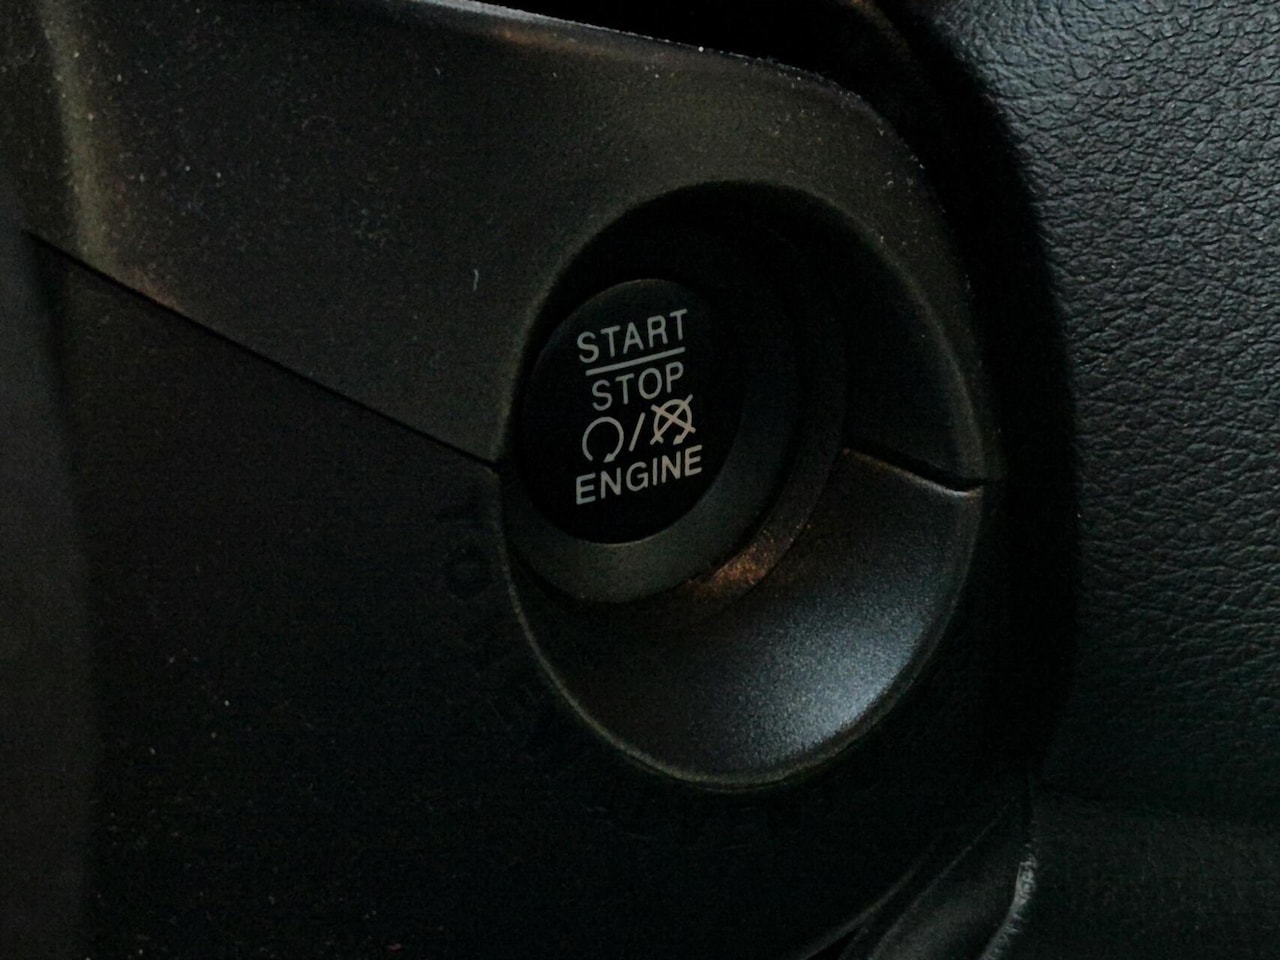 START
STOP
/
ENGINE